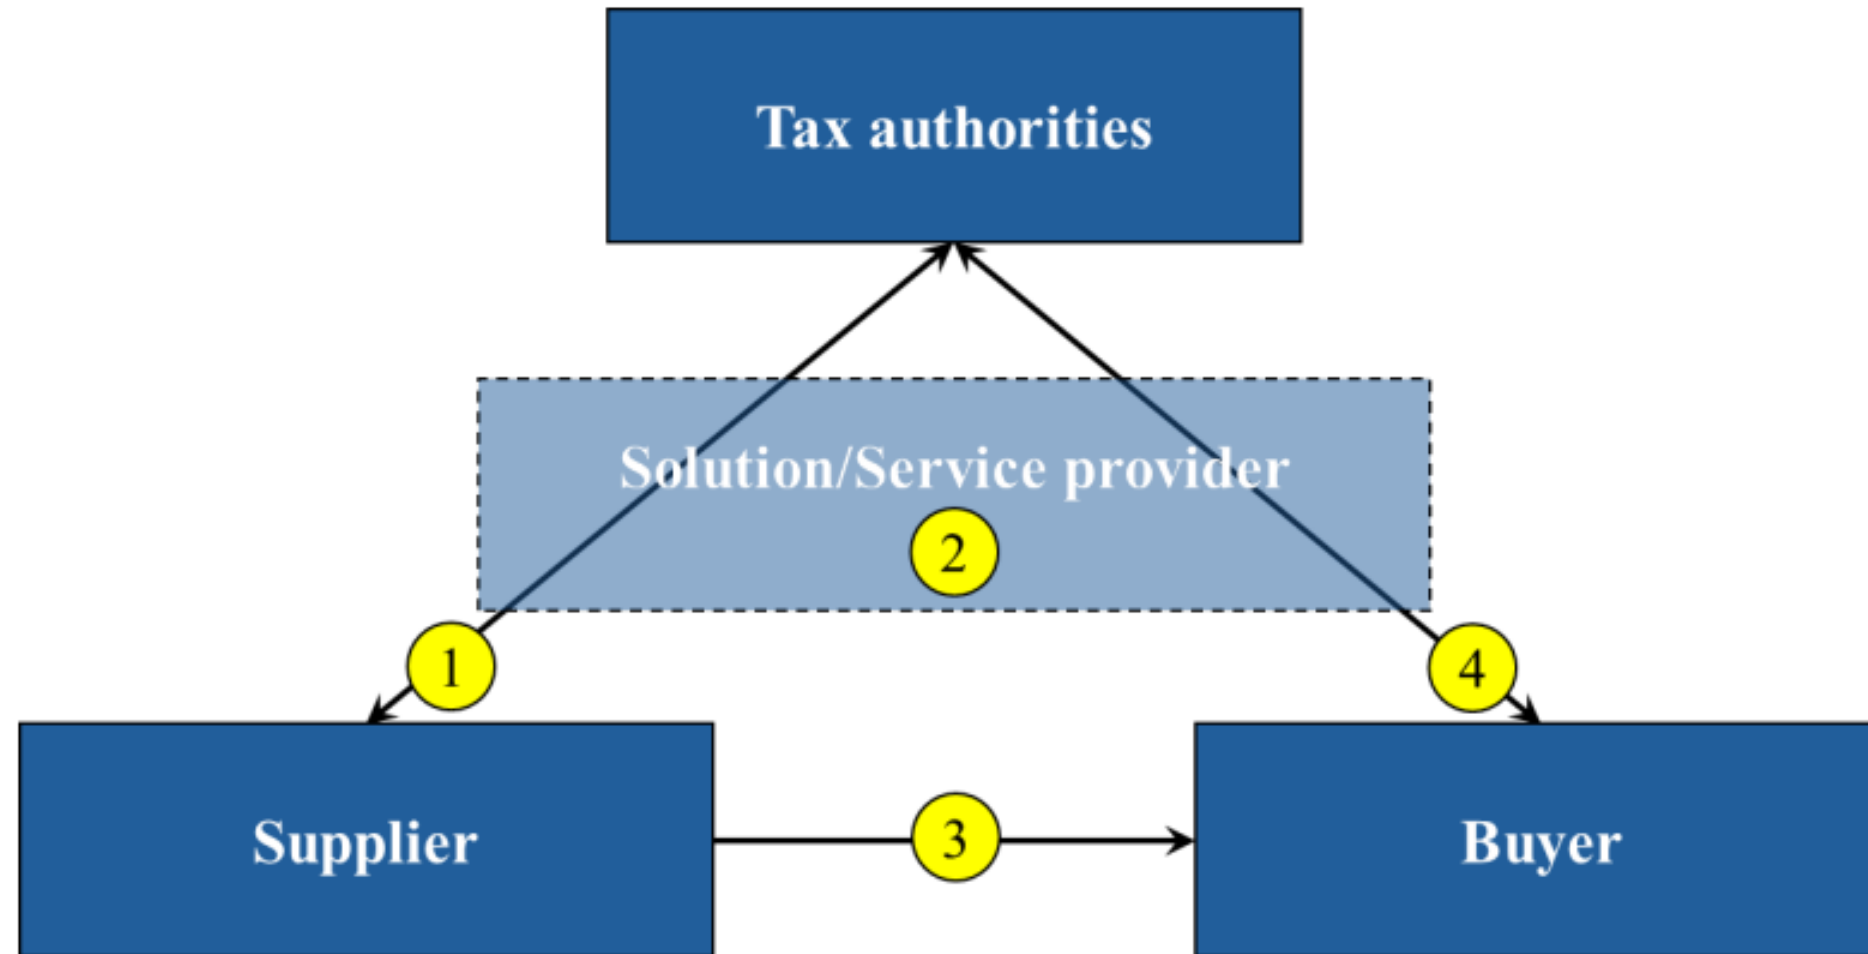 Tax authorities
Solution/Service provider
2
1
4
Supplier
3
Buyer